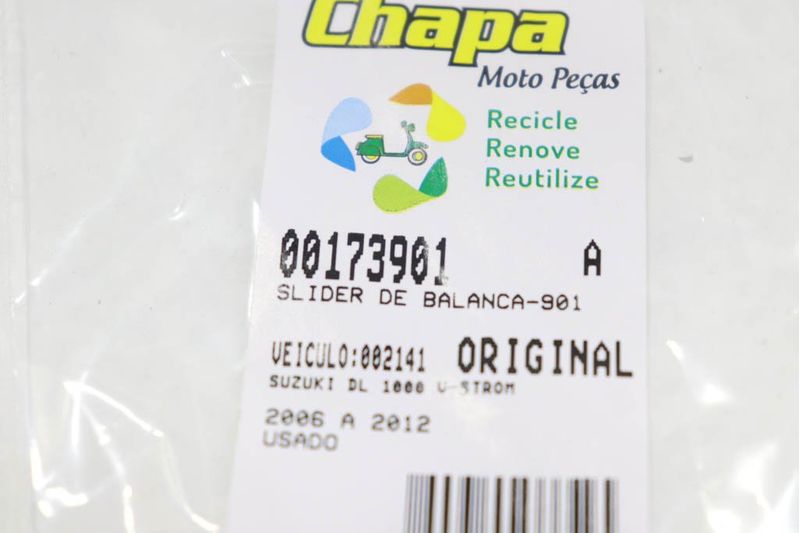 Chapa
Moto Peças
Recicle
Renove
Reutilize
00173901 A
SLIDER DE BALANCA-901
VEICULO:002141 ORIGINAL
SUZUKI DL 1000 V-STROM
2006 A 2012
USADO